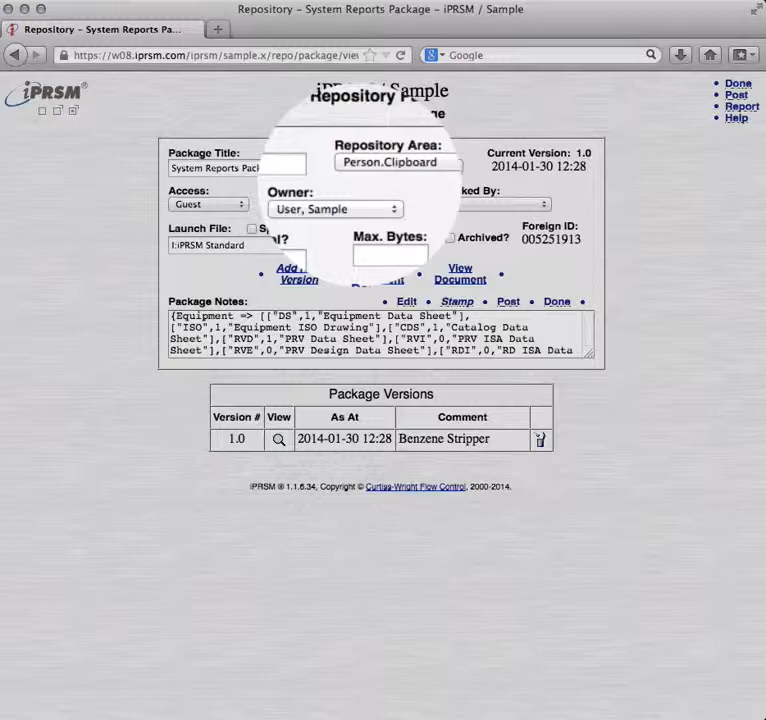 Repository - System Reports Package - iPRSM / Sample
Repository - System Reports Pa...
https://w08.iprsm.com/iprsm/sample.x/repo/package/vie
Google
iPRSM®
Sample
Repository
Done
Post
Report
Help
Package Title:
Repository Area:
Current Version: 1.0
System Reports
Person.Clipboard
2014-01-30 12:28
Access:
Owner:
By:
Guest
User, Sample
Launch File:
Max. Bytes:
Archived?
Foreign ID:
I:iPRSM Standard
005251913
Add
Version
View
Document
Package Notes:
• Edit • Stamp • Post • Done •
{Equipment => [["DS",1,"Equipment Data Sheet"],
["ISO",1,"Equipment ISO Drawing"],["CDS",1,"Catalog Data
Sheet"],["RVD",1,"PRV Data Sheet"],["RVI",0,"PRV ISA Data
Sheet"],["RVE",0,"PRV Design Data Sheet"],["RDI",0,"RD ISA Data
Package Versions
Version # View As At Comment
1.0 2014-01-30 12:28 Benzene Stripper
iPRSM ® 1.1.6.34, Copyright © Curtiss-Wright Flow Control, 2000-2014.